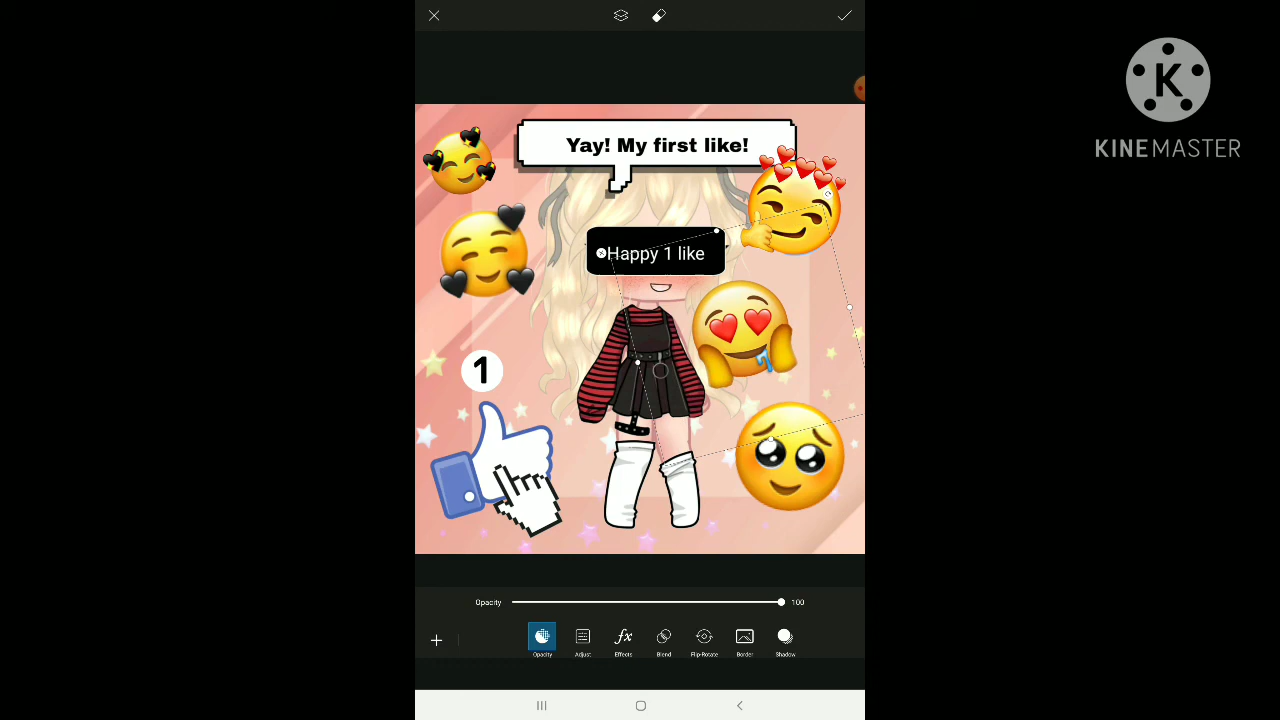 Yay! My first like!
Happy 1 like
1
K
KINEMASTER
Opacity
100
Opacity
Adjust
fx
Effects
Blend
Flip-Rotate
Border
Shadow